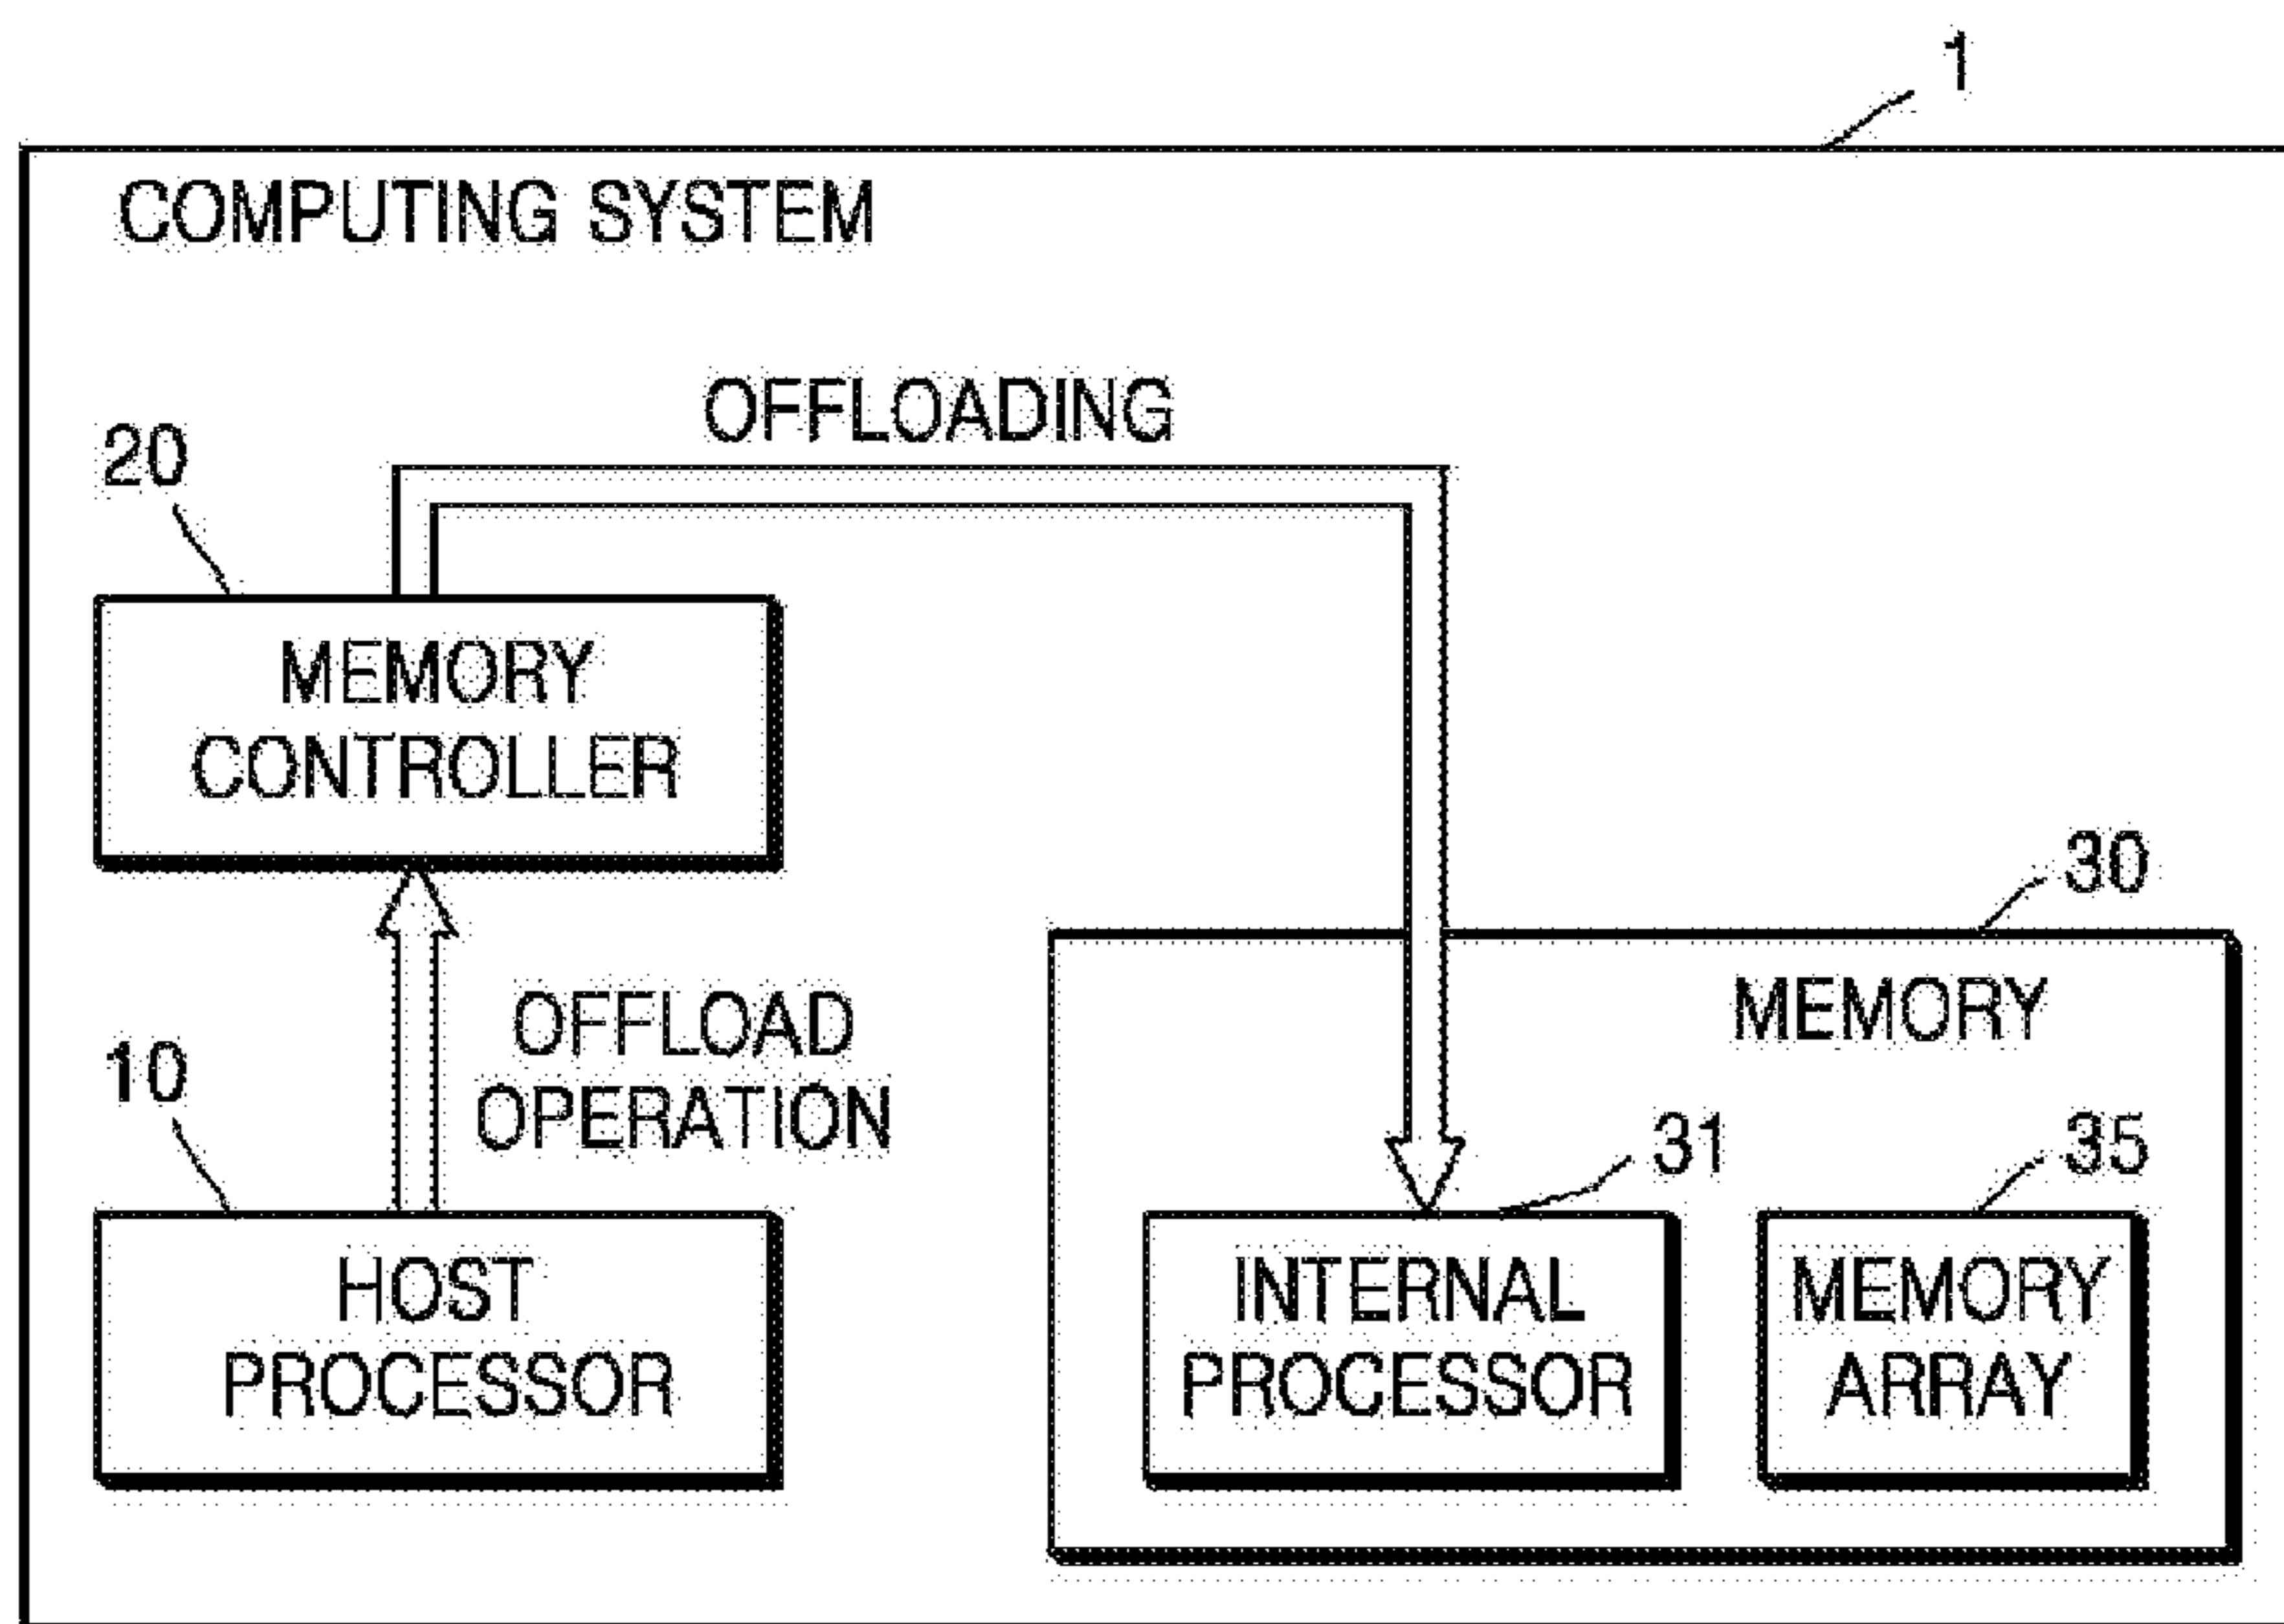 1
COMPUTING SYSTEM
OFFLOADING
20
MEMORY
CONTROLLER
30
MEMORY
OFFLOAD
OPERATION
10
31
35
HOST
PROCESSOR
INTERNAL
PROCESSOR
MEMORY
ARRAY